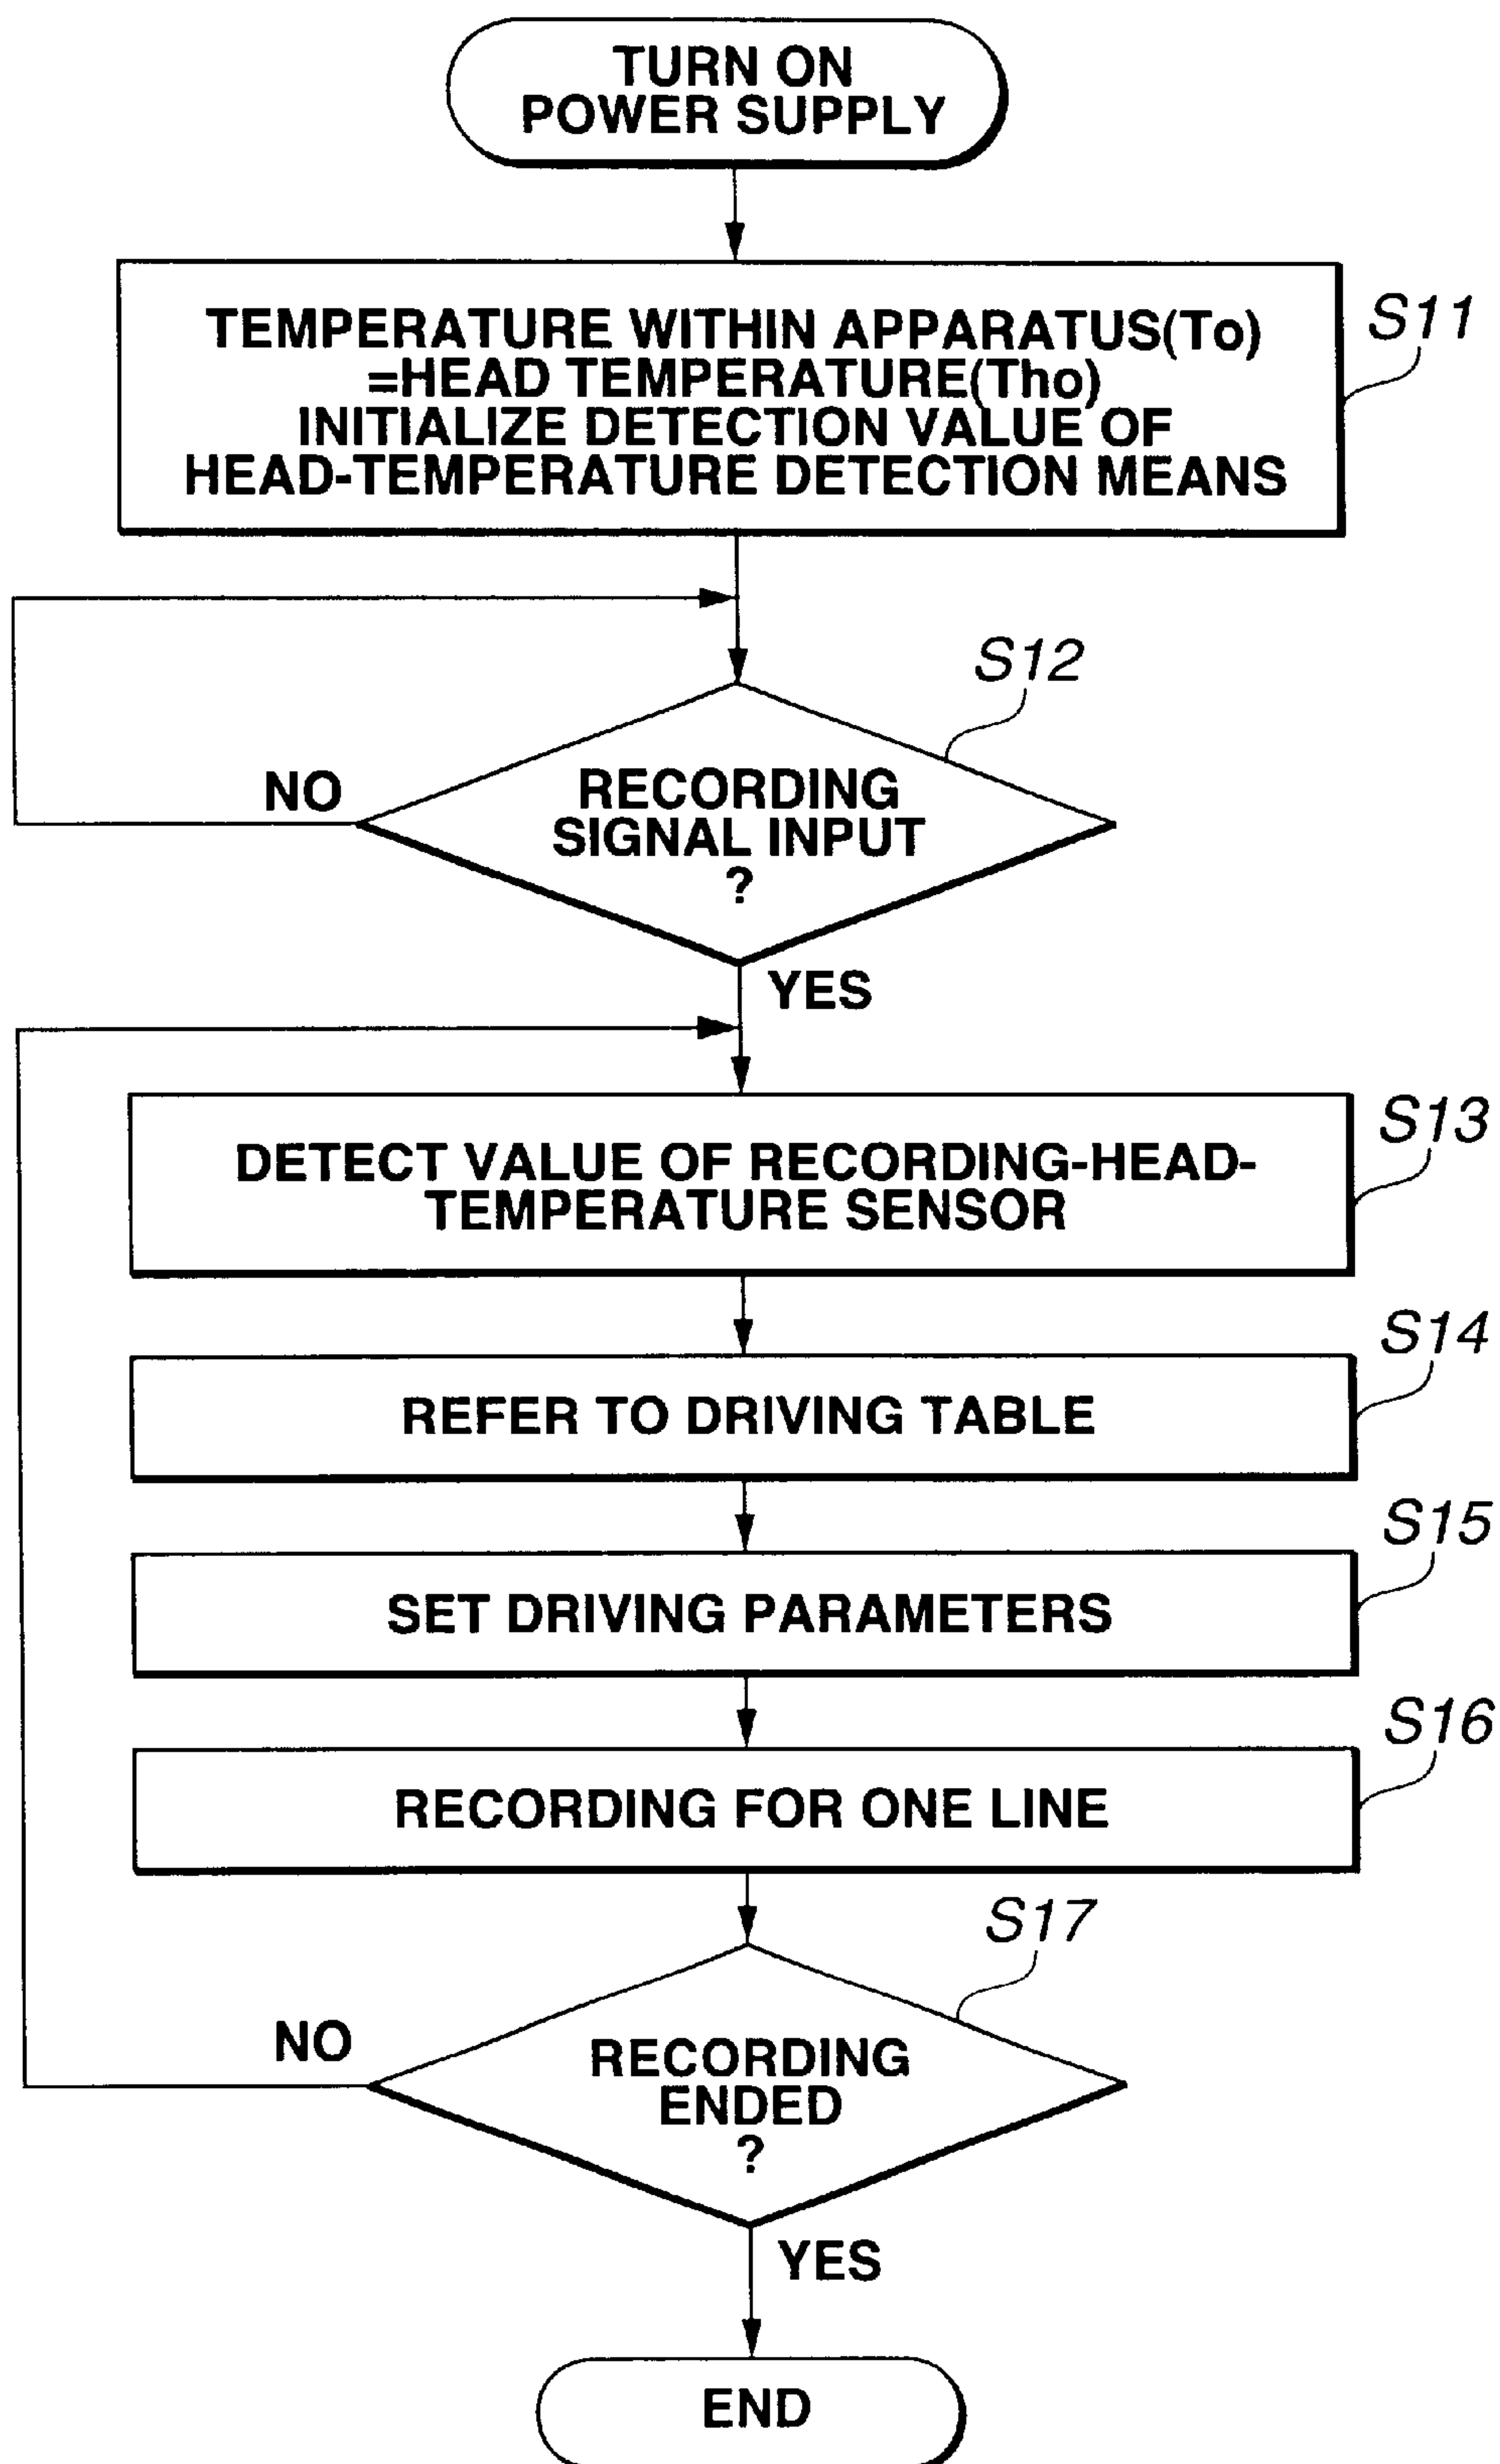 TURN ON
POWER SUPPLY
TEMPERATURE WITHIN APPARATUS(To)
=HEAD TEMPERATURE(Tho)
INITIALIZE DETECTION VALUE OF
HEAD-TEMPERATURE DETECTION MEANS
S11
S12
RECORDING
SIGNAL INPUT
?
NO
YES
S13
DETECT VALUE OF RECORDING-HEAD-
TEMPERATURE SENSOR
S14
REFER TO DRIVING TABLE
S15
SET DRIVING PARAMETERS
S16
RECORDING FOR ONE LINE
S17
RECORDING
ENDED
?
NO
YES
END